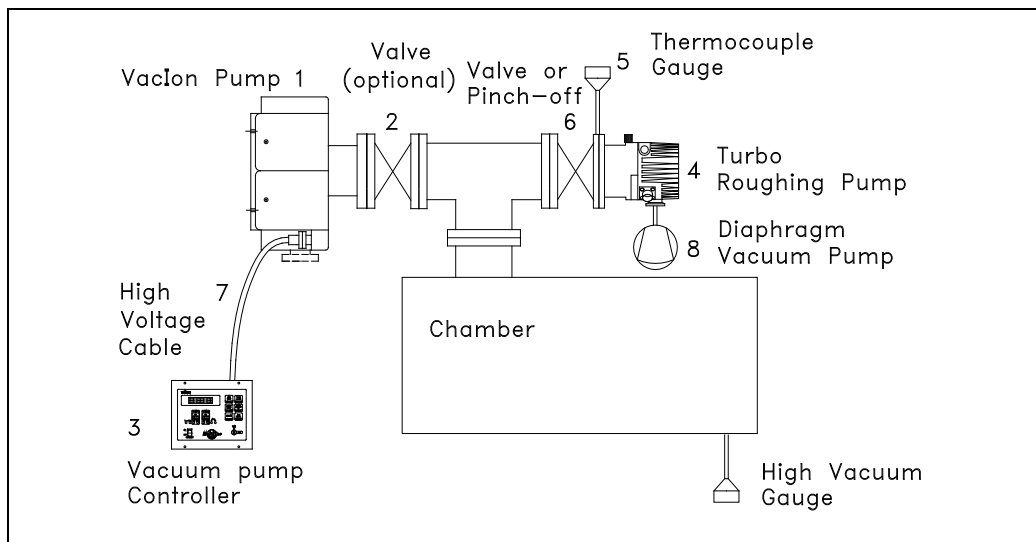 VacIon Pump 1
Valve
(optional)
2
Valve or
Pinch-off
6
5
Thermocouple
Gauge
4
Turbo
Roughing Pump
8
Diaphragm
Vacuum Pump
High
Voltage
Cable
7
Chamber
3
Vacuum pump
Controller
High Vacuum
Gauge